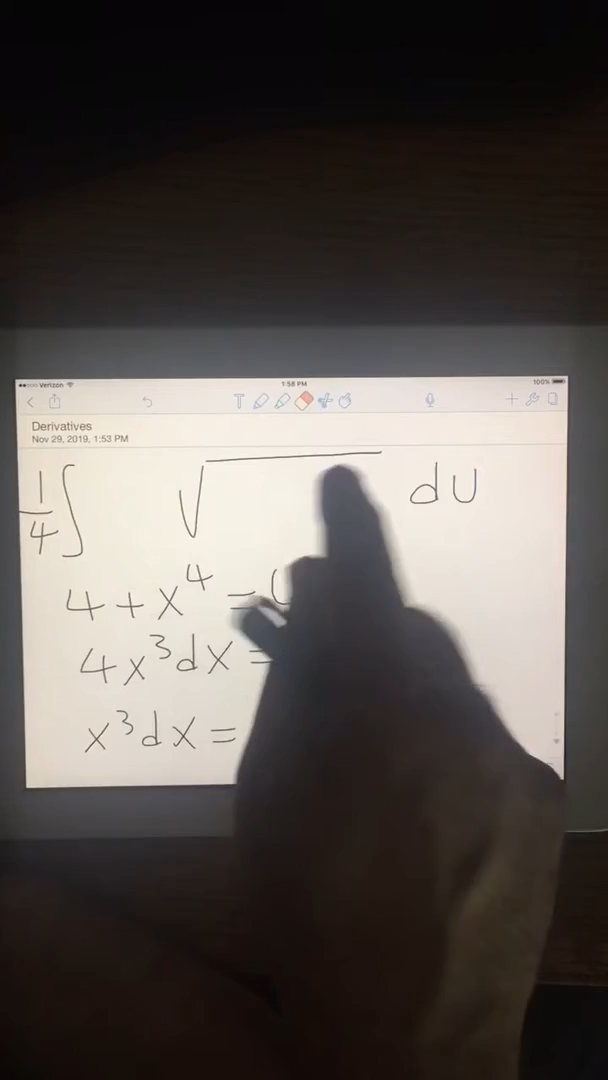 Verizon 1:58 PM 100%
T
Derivatives
Nov 29, 2019, 1:53 PM
1/4 ∫ √ du
4 + x⁴ =
4x³dx =
x³dx =